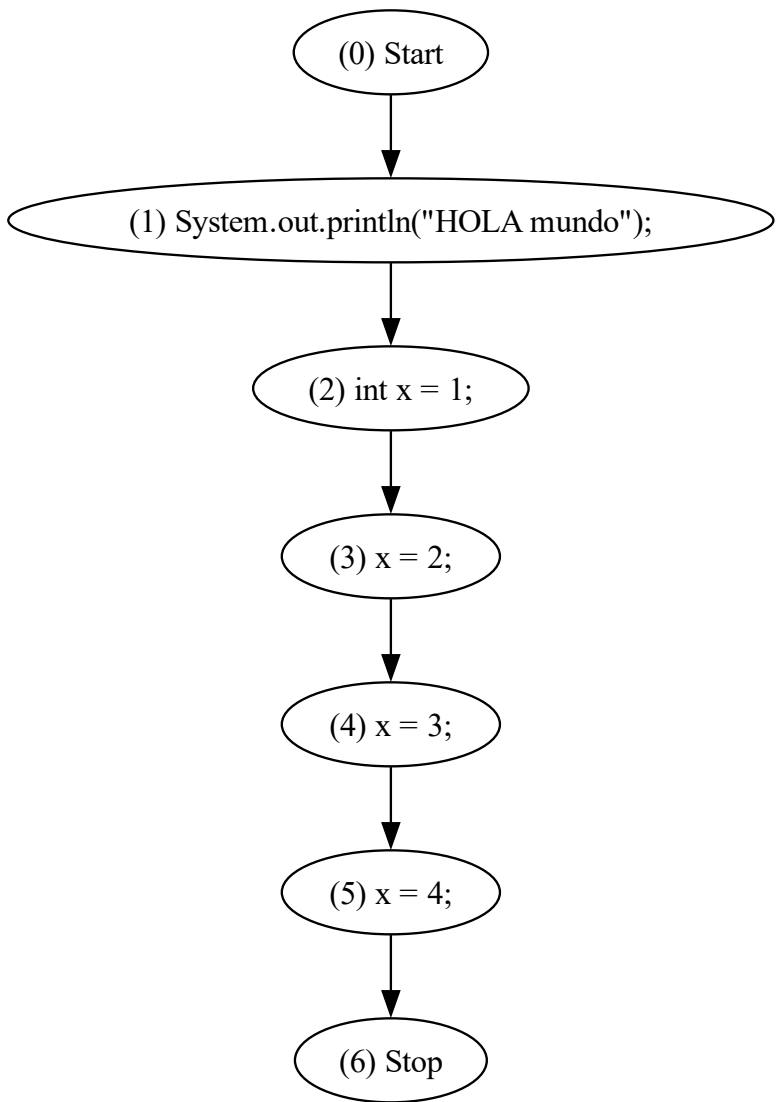 (0) Start
(1) System.out.println("HOLA mundo");
(2) int x = 1;
(3) x = 2;
(4) x = 3;
(5) x = 4;
(6) Stop